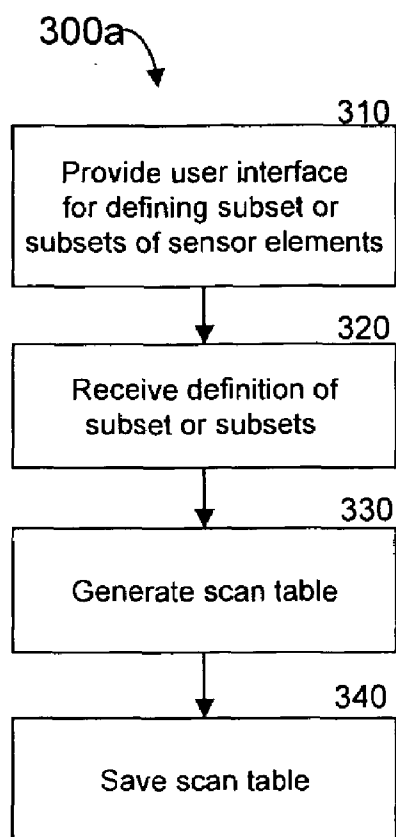 300a
310
Provide user interface
for defining subset or
subsets of sensor elements
320
Receive definition of
subset or subsets
330
Generate scan table
340
Save scan table